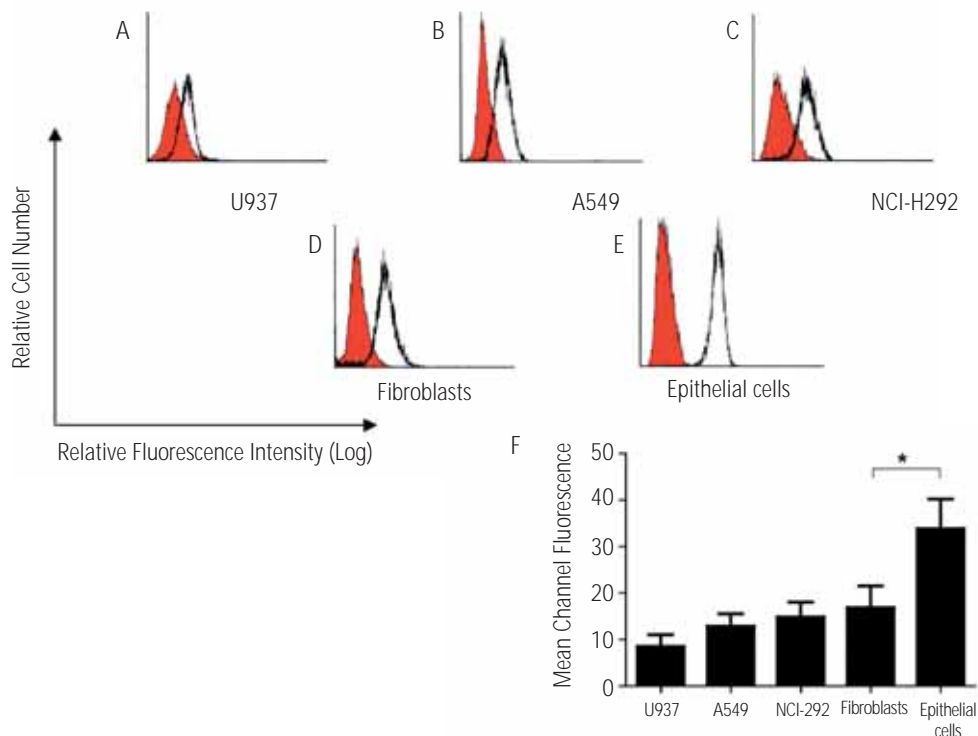 A
B
C
U937
A549
NCI-H292
D
E
Fibroblasts
Epithelial cells
Relative Cell Number
Relative Fluorescence Intensity (Log)
F
Mean Channel Fluorescence
50
40
30
20
10
0
*
U937
A549
NCI-292
Fibroblasts
Epithelial
cells